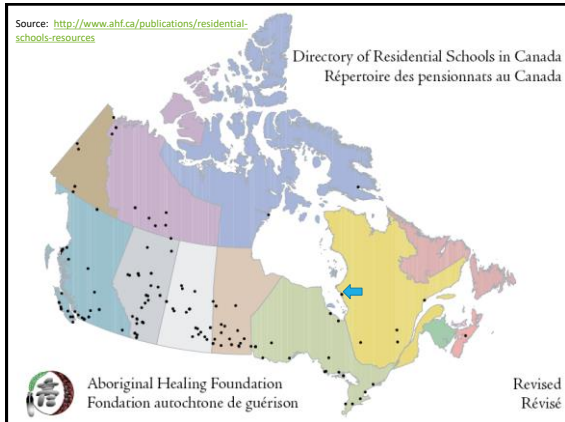 Source: http://www.ahf.ca/publications/residential-
schools-resources
Directory of Residential Schools in Canada
Répertoire des pensionnats au Canada
Aboriginal Healing Foundation
Fondation autochtone de guérison
Revised
Révisé